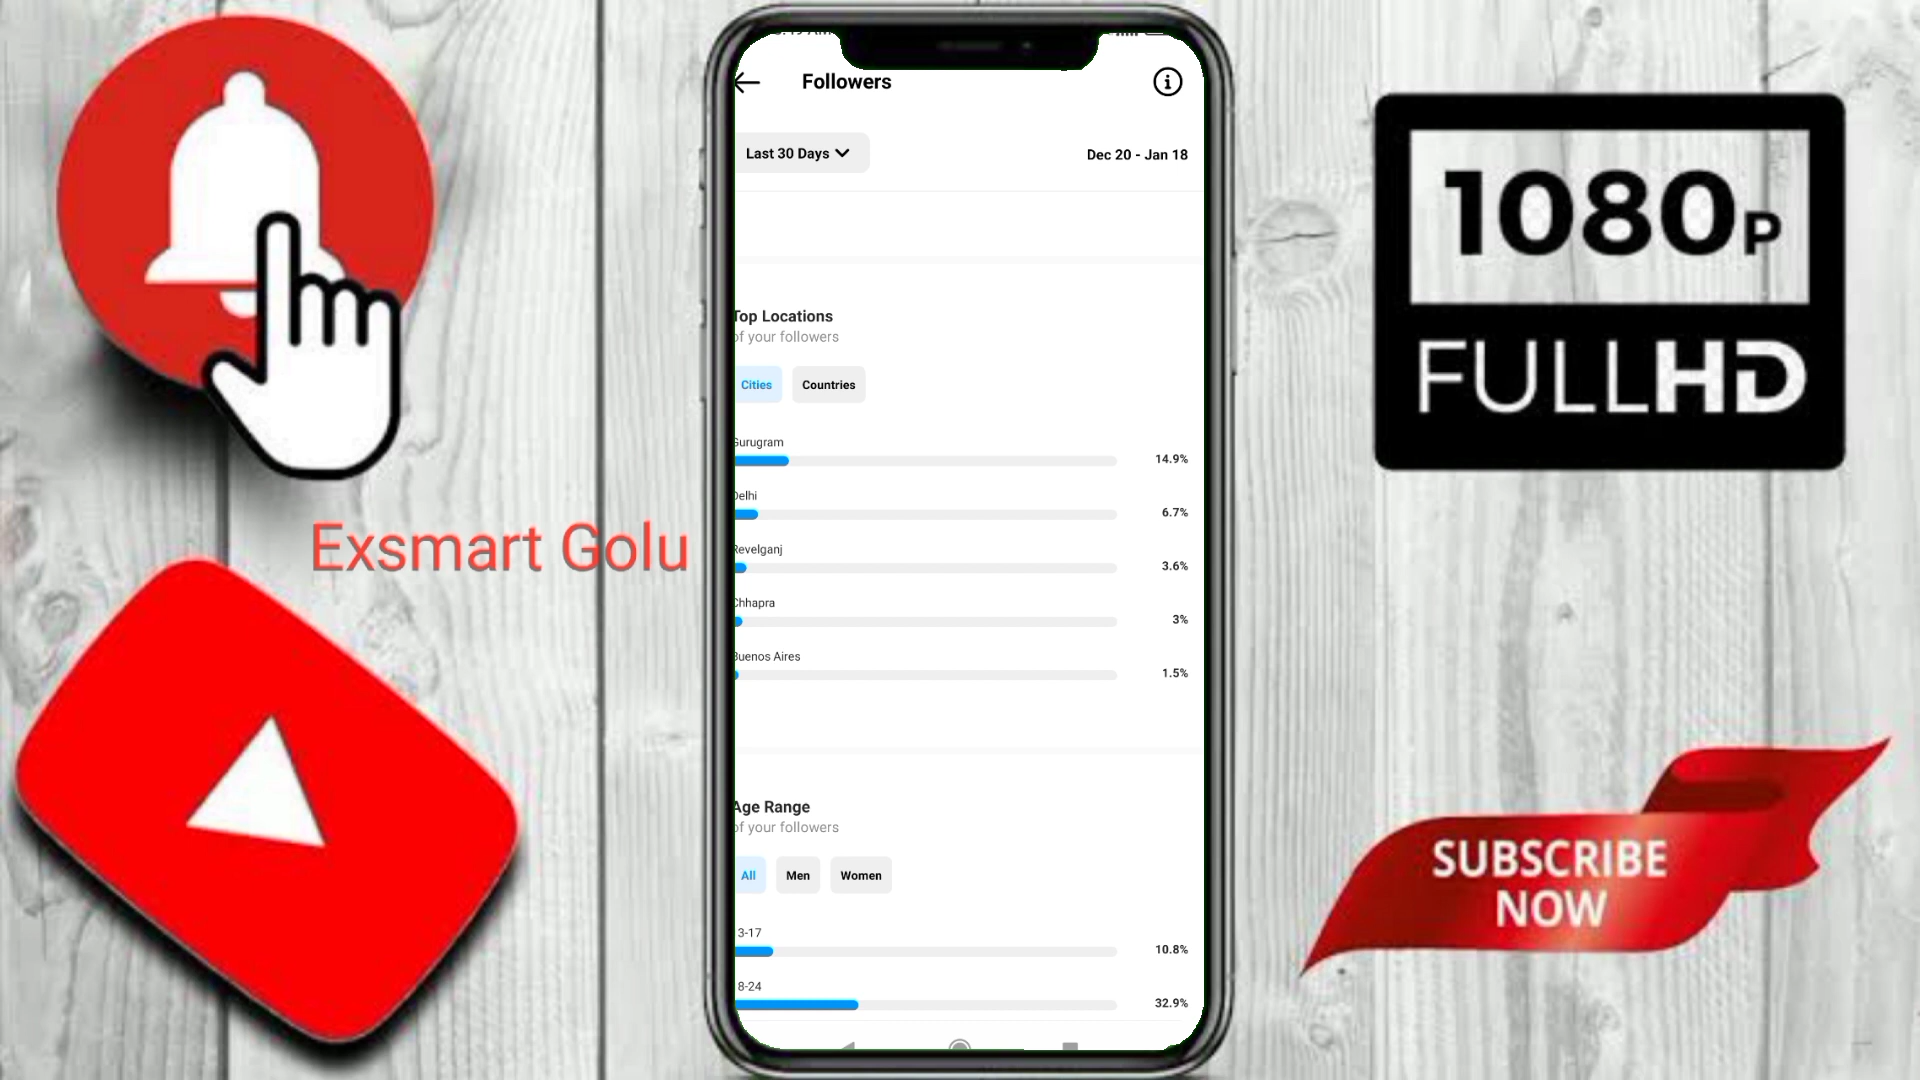 Followers
Last 30 Days
Dec 20 - Jan 18
Top Locations
of your followers
Cities
Countries
Gurugram
14.9%
Delhi
6.7%
Revelganj
3.6%
Chhapra
3%
Buenos Aires
1.5%
Age Range
of your followers
All
Men
Women
3-17
10.8%
8-24
32.9%
Exsmart Golu
1080P
FULLHD
SUBSCRIBE
NOW